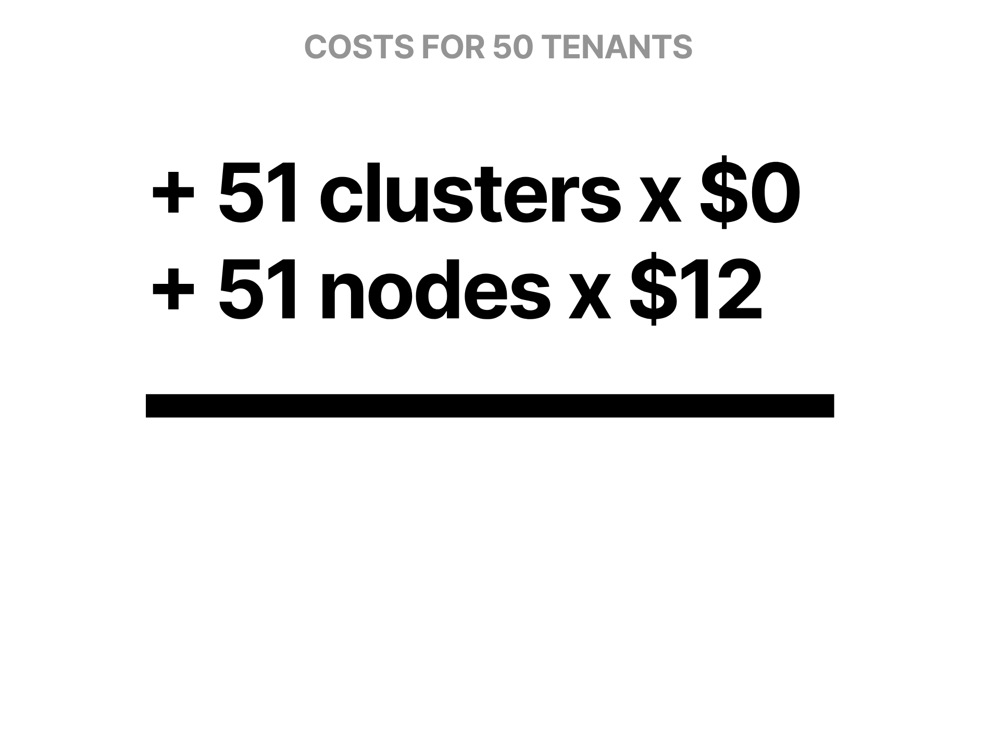 COSTS FOR 50 TENANTS
+ 51 clusters x $0
+ 51 nodes x $12